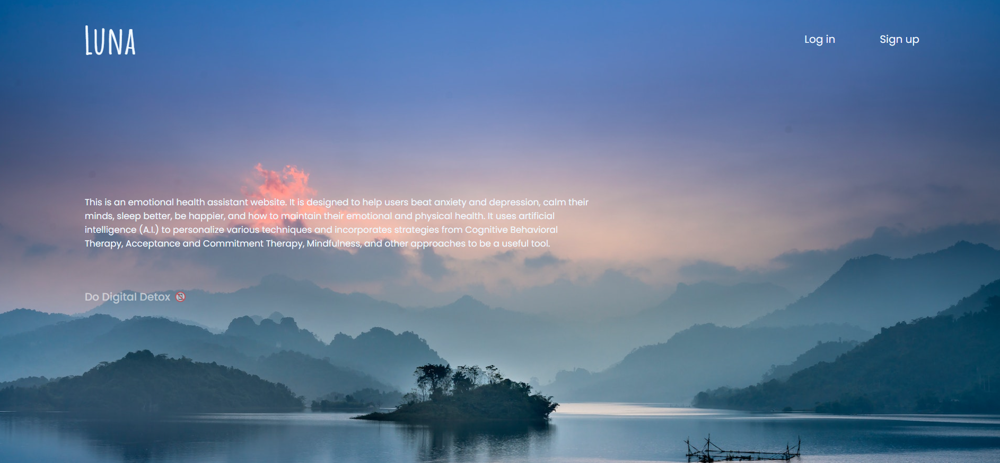 Luna
Log in
Sign up
This is an emotional health assistant website. It is designed to help users beat anxiety and depression, calm their
minds, sleep better, be happier, and how to maintain their emotional and physical health. It uses artificial
intelligence (A.I.) to personalize various techniques and incorporates strategies from Cognitive Behavioral
Therapy, Acceptance and Commitment Therapy, Mindfulness, and other approaches to be a useful tool.
Do Digital Detox 📵